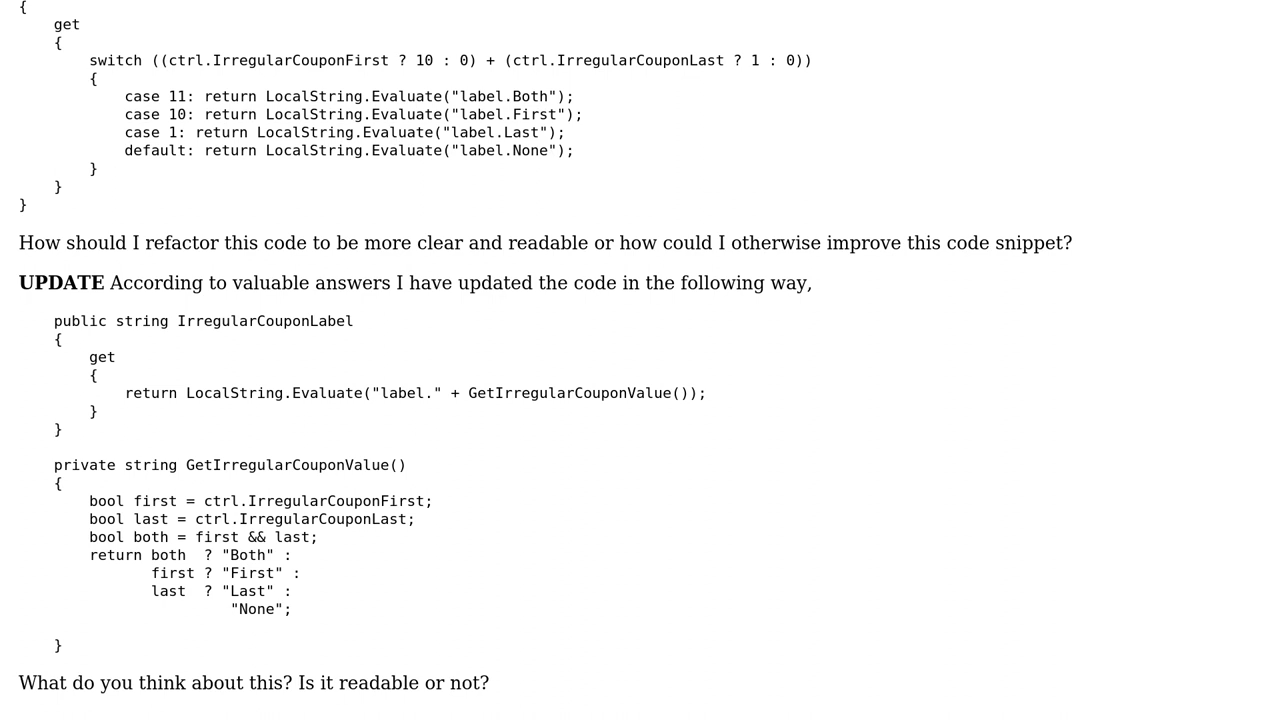 {
    get
    {
        switch ((ctrl.IrregularCouponFirst ? 10 : 0) + (ctrl.IrregularCouponLast ? 1 : 0))
        {
            case 11: return LocalString.Evaluate("label.Both");
            case 10: return LocalString.Evaluate("label.First");
            case 1: return LocalString.Evaluate("label.Last");
            default: return LocalString.Evaluate("label.None");
        }
    }
}
How should I refactor this code to be more clear and readable or how could I otherwise improve this code snippet?
UPDATE According to valuable answers I have updated the code in the following way,
    public string IrregularCouponLabel
    {
        get
        {
            return LocalString.Evaluate("label." + GetIrregularCouponValue());
        }
    }
    private string GetIrregularCouponValue()
    {
        bool first = ctrl.IrregularCouponFirst;
        bool last = ctrl.IrregularCouponLast;
        bool both = first && last;
        return both  ? "Both" :
               first ? "First" :
               last  ? "Last" :
                        "None";
    }
What do you think about this? Is it readable or not?